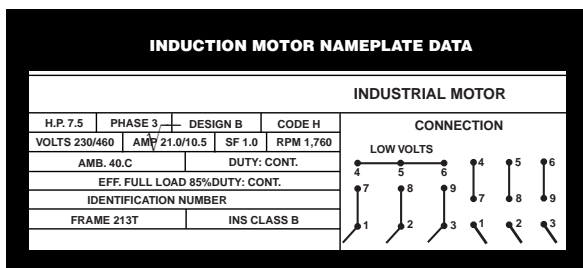 INDUCTION MOTOR NAMEPLATE DATA
INDUSTRIAL MOTOR
H.P. 7.5 PHASE 3 DESIGN B CODE H
VOLTS 230/460 AMP 21.0/10.5 SF 1.0 RPM 1,760
AMB. 40.C DUTY: CONT.
EFF. FULL LOAD 85%DUTY: CONT.
IDENTIFICATION NUMBER
FRAME 213T INS CLASS B
CONNECTION
LOW VOLTS
4 5 6 4 5 6
7 8 9 7 8 9
1 2 3 1 2 3